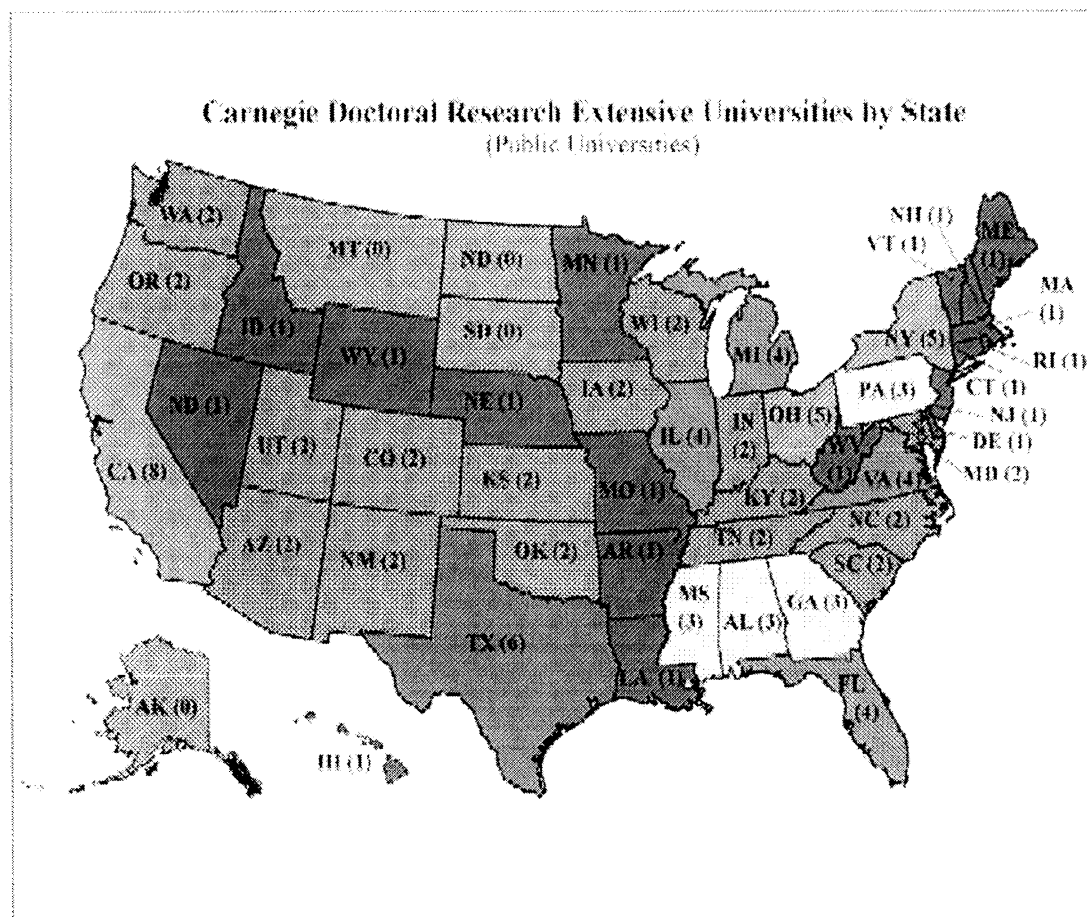 Carnegie Doctoral Research Extensive Universities by State
(Public Universities)
WA (2)
MT (0)
ND (0)
MN (1)
NH (1)
VT (1)
ME
(1)
OR (2)
ID (1)
SD (0)
WI (2)
MA
(1)
WY (1)
MI (4)
NY (5)
RI (1)
ND (1)
NE (1)
IA (2)
PA (3)
CT (1)
NJ (1)
CA (8)
UT (2)
CO (2)
KS (2)
IL (4)
IN
(2)
OH (5)
WV
(1)
DE (1)
MD (2)
MO (1)
KY (2)
VA (4)
AZ (2)
NM (2)
OK (2)
AR (1)
TN (2)
NC (2)
SC (2)
MS
(3)
AL (3)
GA (3)
TX (6)
LA (1)
FL
(4)
AK (0)
HI (1)